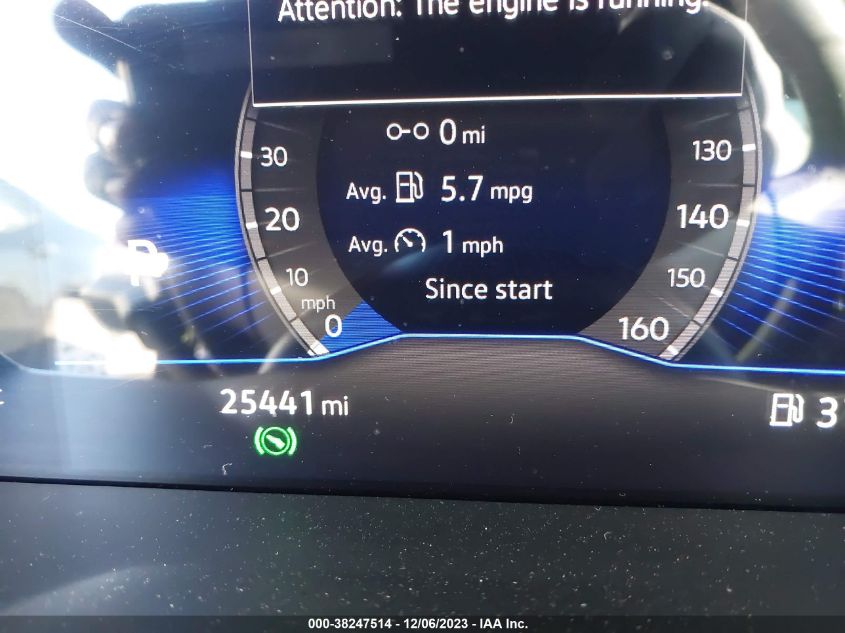 Attention: The engine is running.
0 mi
30
130
Avg. 5.7 mpg
20
140
Avg. 1 mph
10
150
Since start
mph
0
160
25441 mi
3
000-38247514 - 12/06/2023 - IAA Inc.